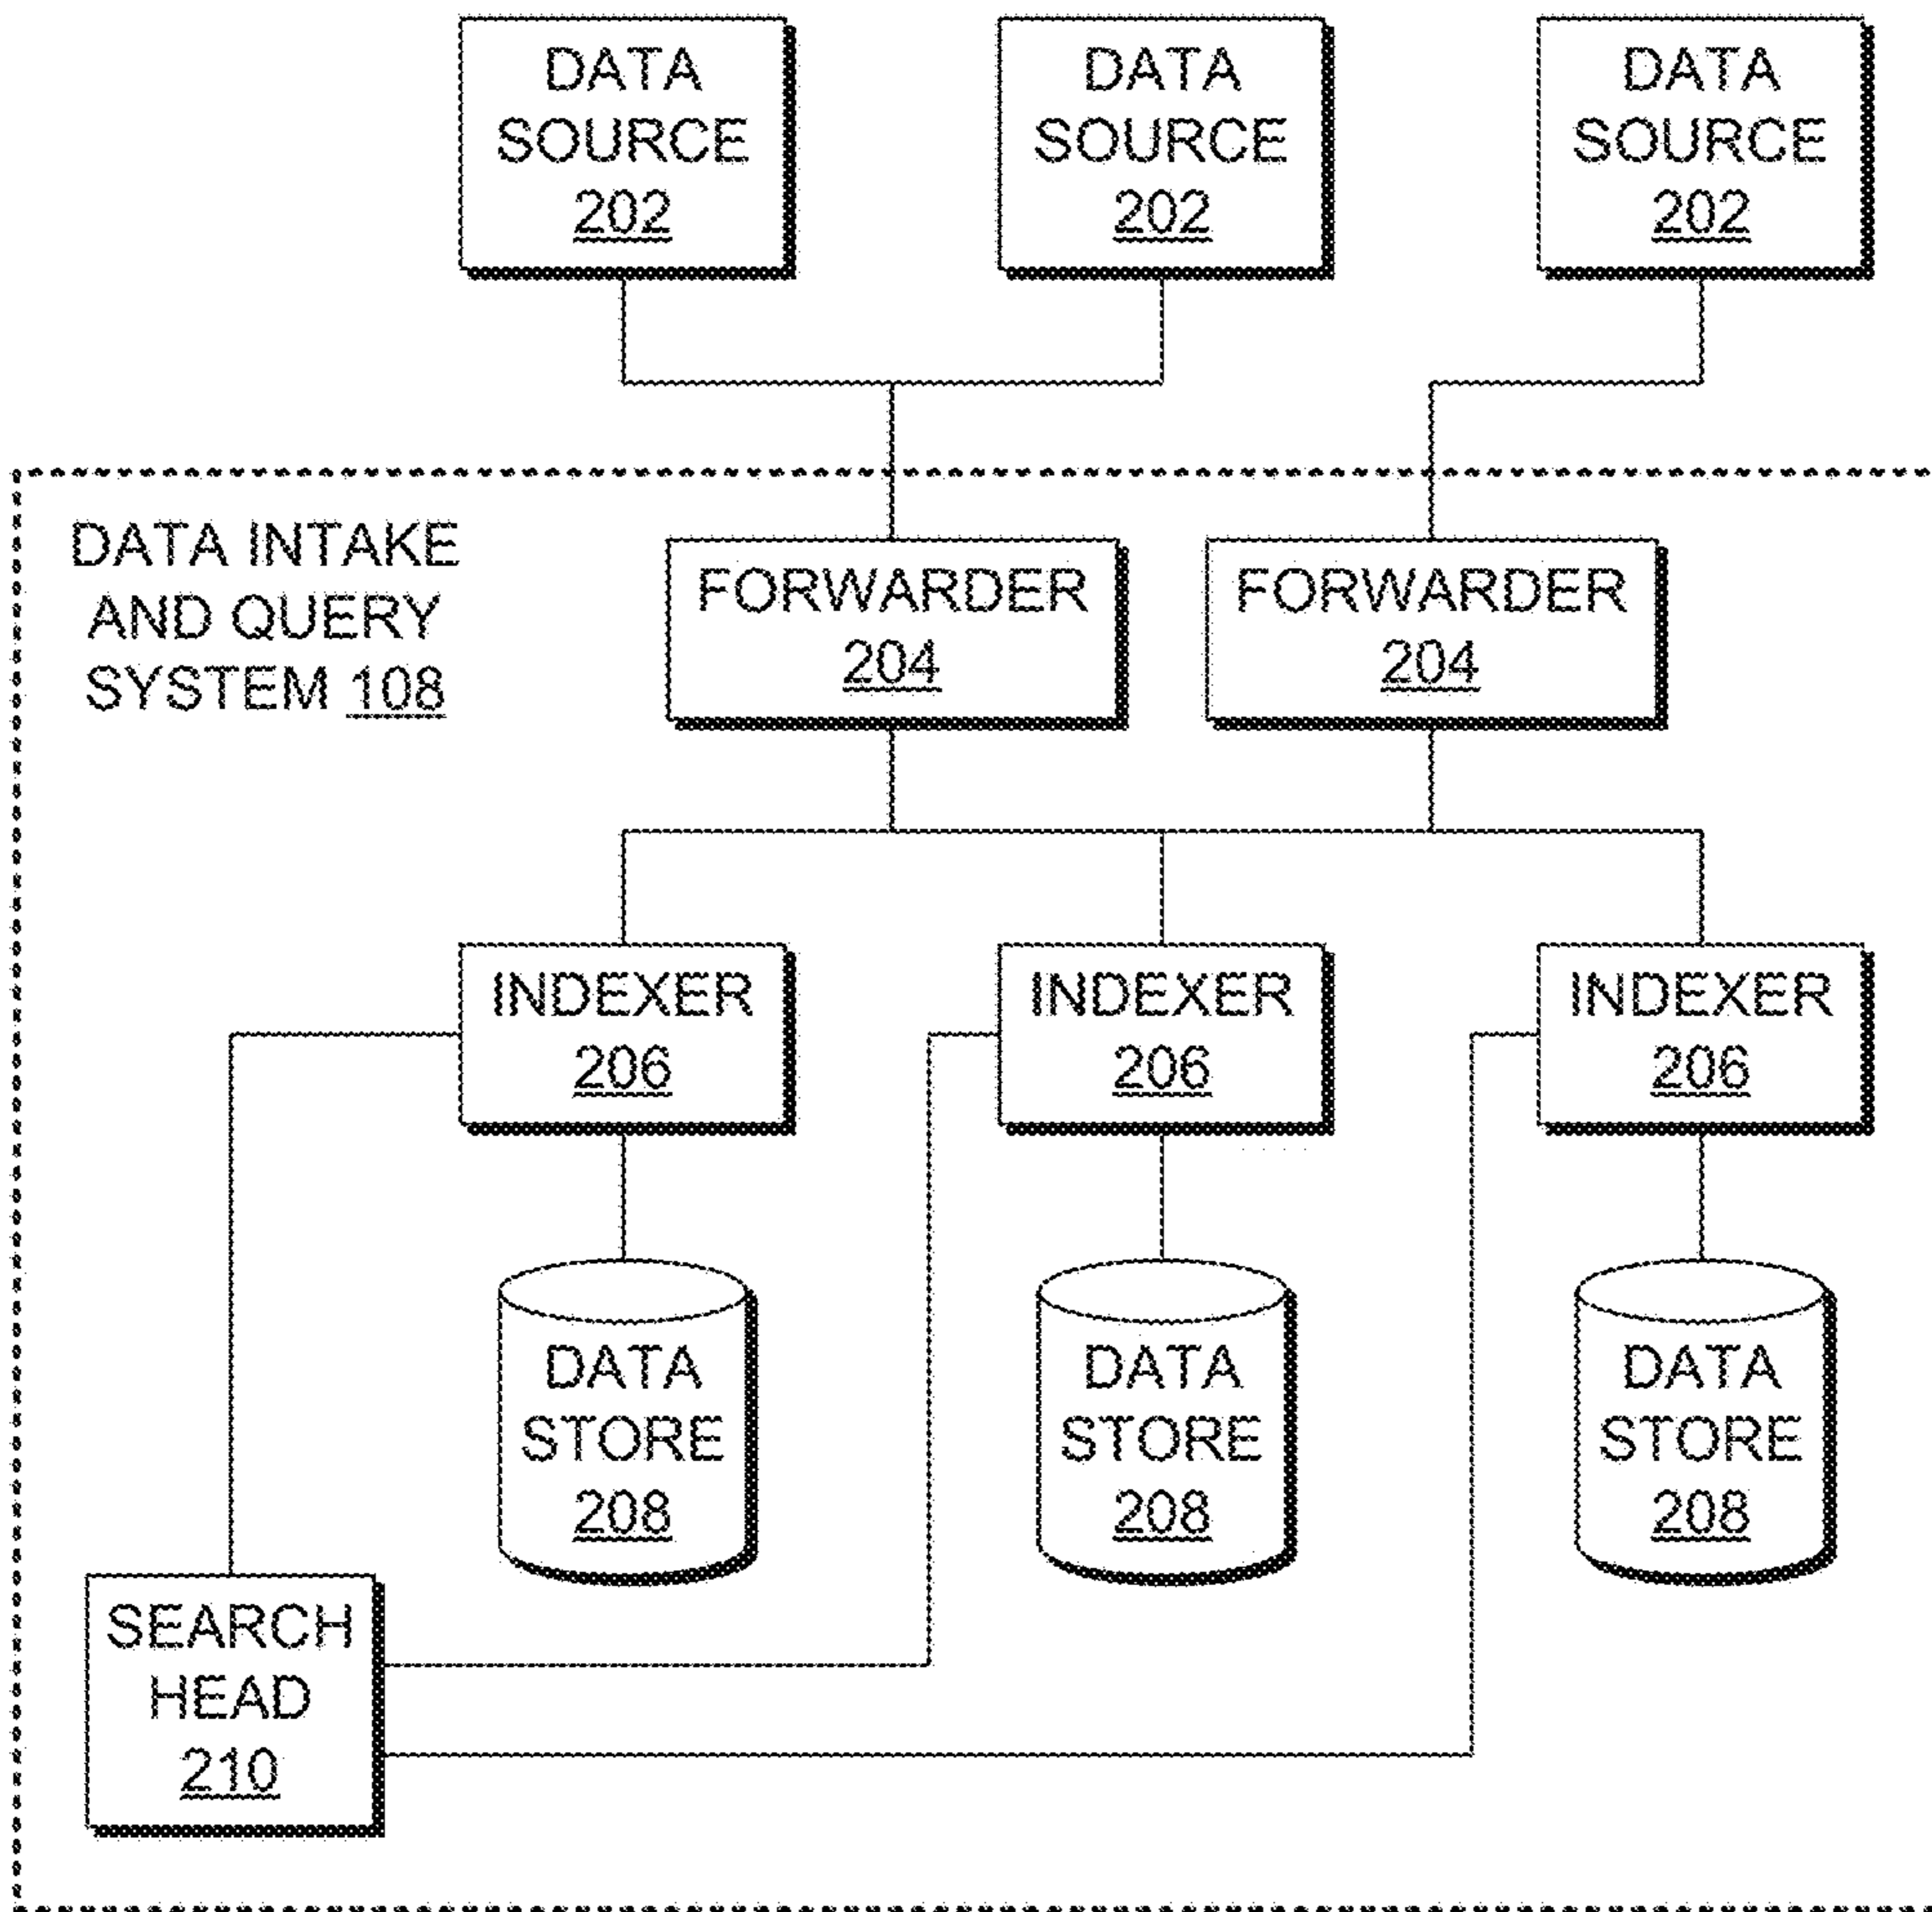 DATA
SOURCE
202
DATA
SOURCE
202
DATA
SOURCE
202
DATA INTAKE
AND QUERY
SYSTEM 108
FORWARDER
204
FORWARDER
204
INDEXER
206
INDEXER
206
INDEXER
206
DATA
STORE
208
DATA
STORE
208
DATA
STORE
208
SEARCH
HEAD
210